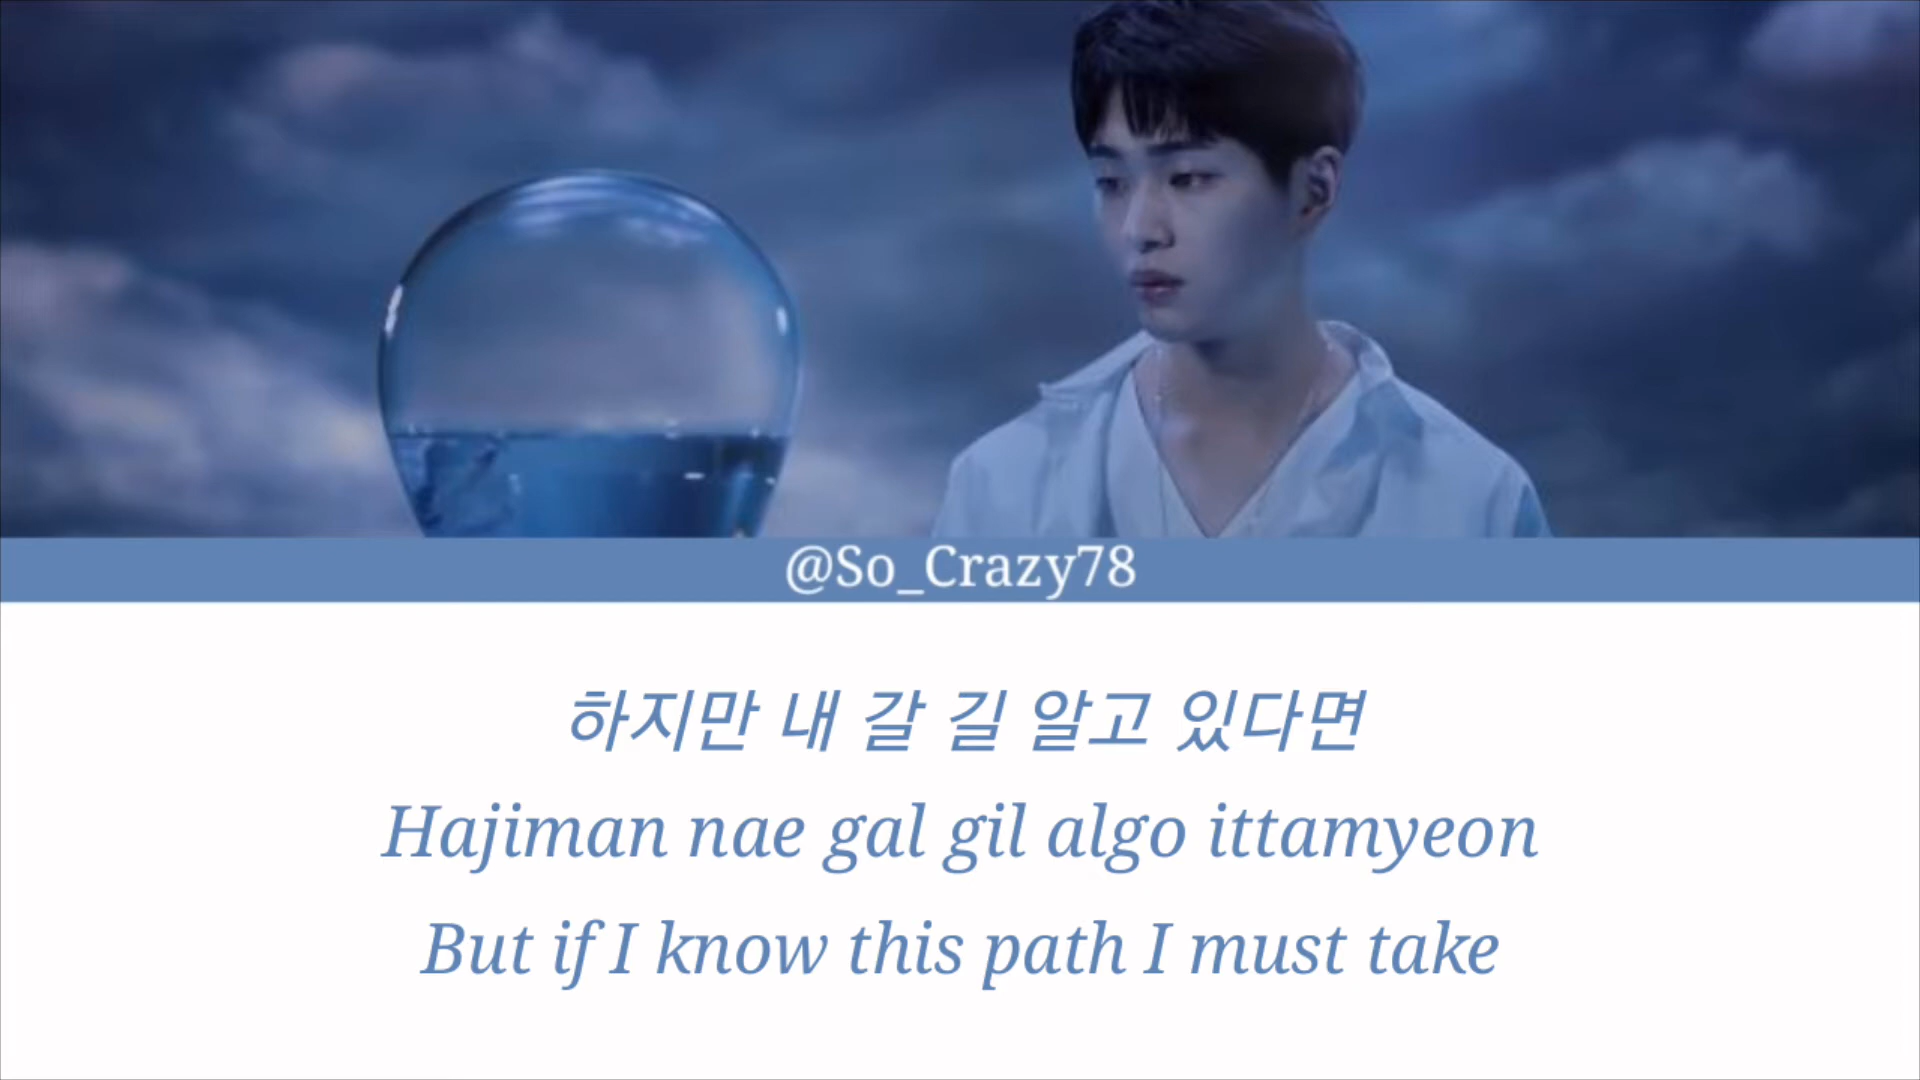 @So_Crazy78
하지만 내 갈 길 알고 있다면
Hajiman nae gal gil algo ittamyeon
But if I know this path I must take